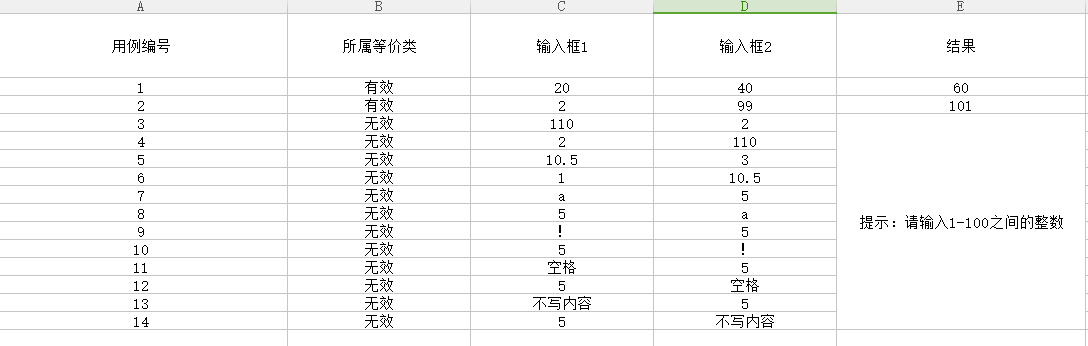 A B C D E
用例编号 所属等价类 输入框1 输入框2 结果
1 有效 20 40 60
2 有效 2 99 101
3 无效 110 2
4 无效 2 110
5 无效 10.5 3
6 无效 1 10.5
7 无效 a 5
8 无效 5 a
提示：请输入1-100之间的整数
9 无效 ! 5
10 无效 5 !
11 无效 空格 5
12 无效 5 空格
13 无效 不写内容 5
14 无效 5 不写内容